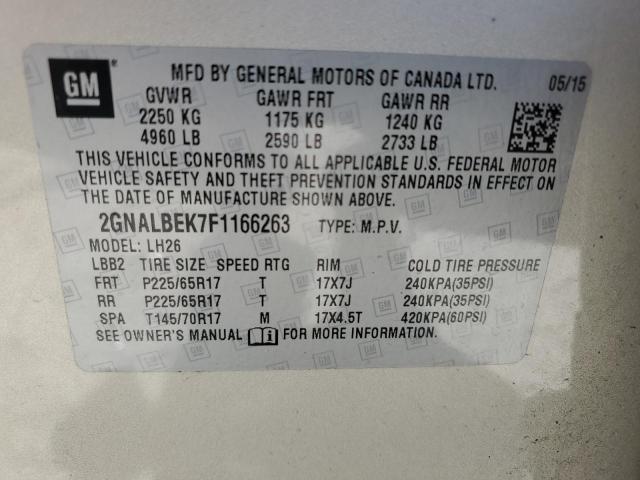 GM
MFD BY GENERAL MOTORS OF CANADA LTD. 05/15
GVWR GAWR FRT GAWR RR
2250 KG 1175 KG 1240 KG
4960 LB 2590 LB 2733 LB
THIS VEHICLE CONFORMS TO ALL APPLICABLE U.S. FEDERAL MOTOR
VEHICLE SAFETY AND THEFT PREVENTION STANDARDS IN EFFECT ON
THE DATE OF MANUFACTURE SHOWN ABOVE.
2GNALBEK7F1166263 TYPE: M.P.V.
MODEL: LH26
LBB2 TIRE SIZE SPEED RTG RIM COLD TIRE PRESSURE
FRT P225/65R17 T 17X7J 240KPA(35PSI)
RR P225/65R17 T 17X7J 240KPA(35PSI)
SPA T145/70R17 M 17X4.5T 420KPA(60PSI)
SEE OWNER'S MANUAL FOR MORE INFORMATION.